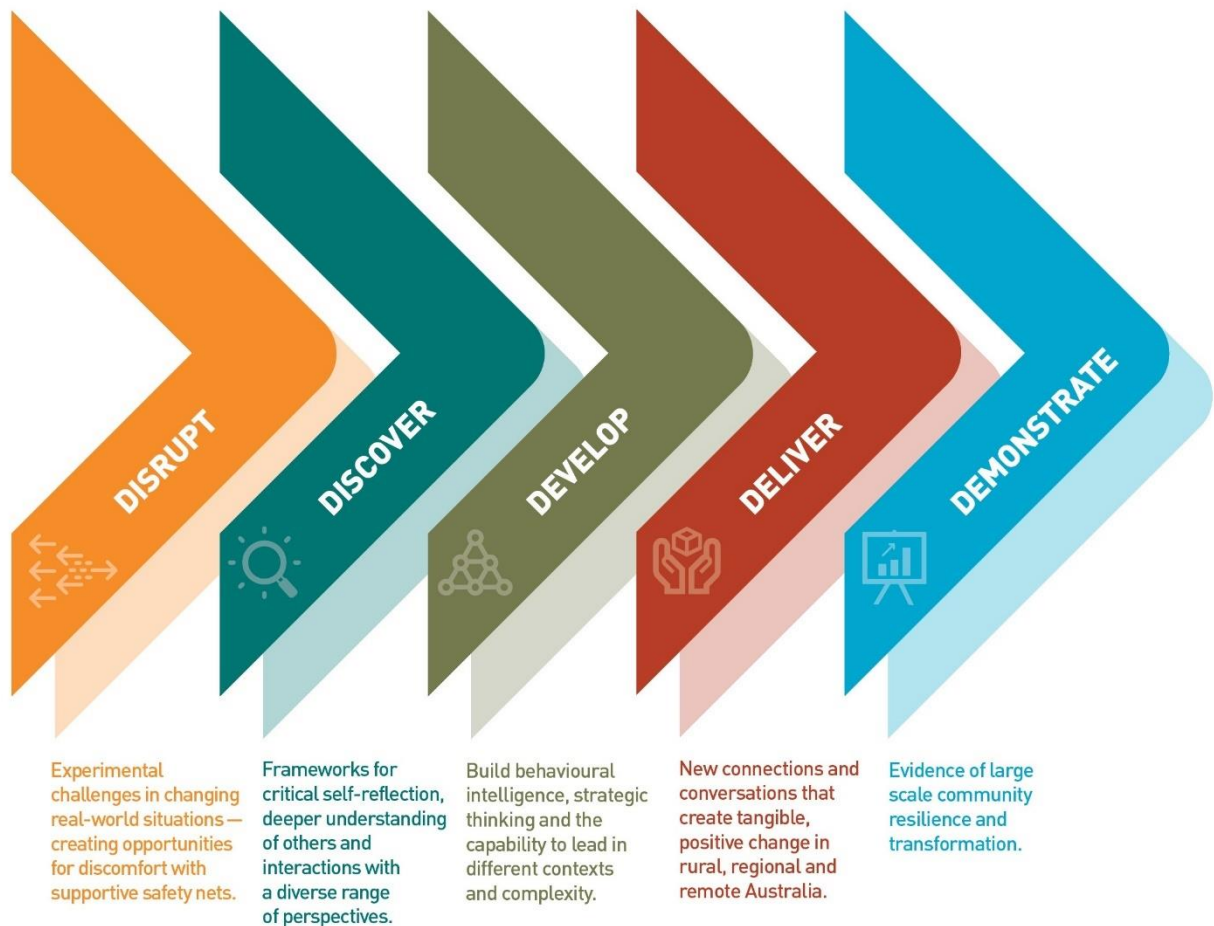 DISRUPT
DISCOVER
DEVELOP
DELIVER
DEMONSTRATE
Experimental
challenges in changing
real-world situations —
creating opportunities
for discomfort with
supportive safety nets.
Frameworks for
critical self-reflection,
deeper understanding
of others and
interactions with
a diverse range
of perspectives.
Build behavioural
intelligence, strategic
thinking and the
capability to lead in
different contexts
and complexity.
New connections and
conversations that
create tangible,
positive change in
rural, regional and
remote Australia.
Evidence of large
scale community
resilience and
transformation.